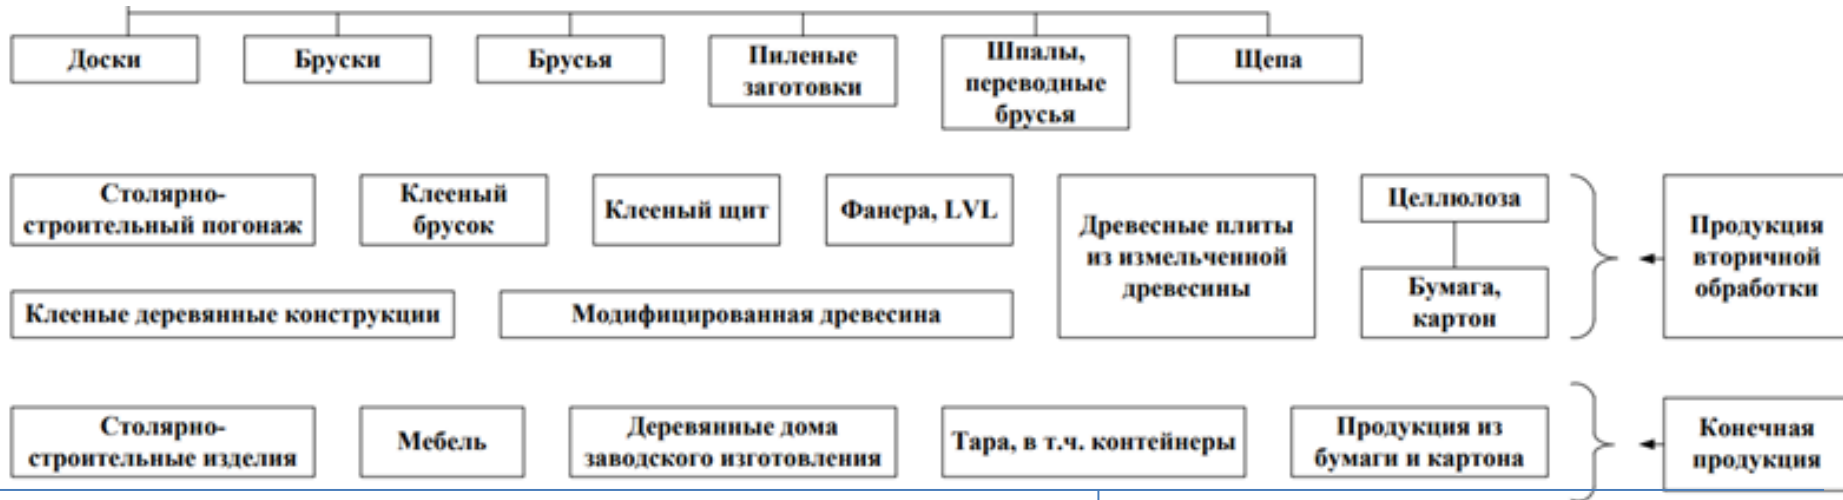 Доски
Бруски
Брусья
Пиленые
заготовки
Шпалы,
переводные
брусья
Щепа
Столярно-
строительный погонаж
Клееный
брусок
Клееный щит
Фанера, LVL
Древесные плиты
из измельченной
древесины
Целлюлоза
Бумага,
картон
Продукция
вторичной
обработки
Клееные деревянные конструкции
Модифицированная древесина
Столярно-
строительные изделия
Мебель
Деревянные дома
заводского изготовления
Тара, в т.ч. контейнеры
Продукция из
бумаги и картона
Конечная
продукция